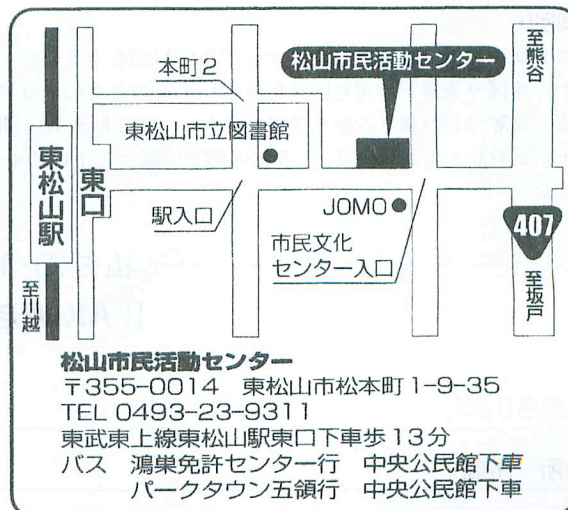 至熊谷
松山市民活動センター
本町2
東松山市立図書館
東松山駅
東口
駅入口
JOMO
市民文化
センター入口
407
至川越
至坂戸
松山市民活動センター
〒355-0014 東松山市松本町1-9-35
TEL 0493-23-9311
東武東上線東松山駅東口下車歩13分
バス 鴻巣免許センター行 中央公民館下車
パークタウン五領行 中央公民館下車